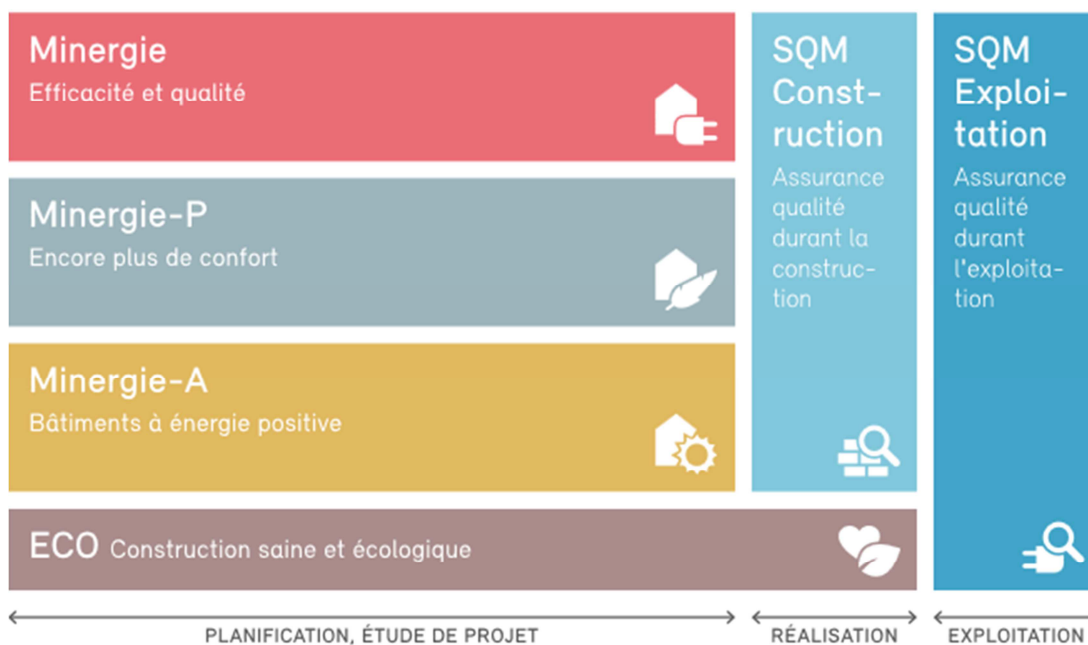 Minergie
Efficacité et qualité
Minergie-P
Encore plus de confort
Minergie-A
Bâtiments à énergie positive
ECO Construction saine et écologique
SQM
Const-
ruction
Assurance
qualité
durant la
construc-
tion
SQM
Exploi-
tation
Assurance
qualité
durant
l'exploita-
tion
PLANIFICATION, ÉTUDE DE PROJET
RÉALISATION
EXPLOITATION